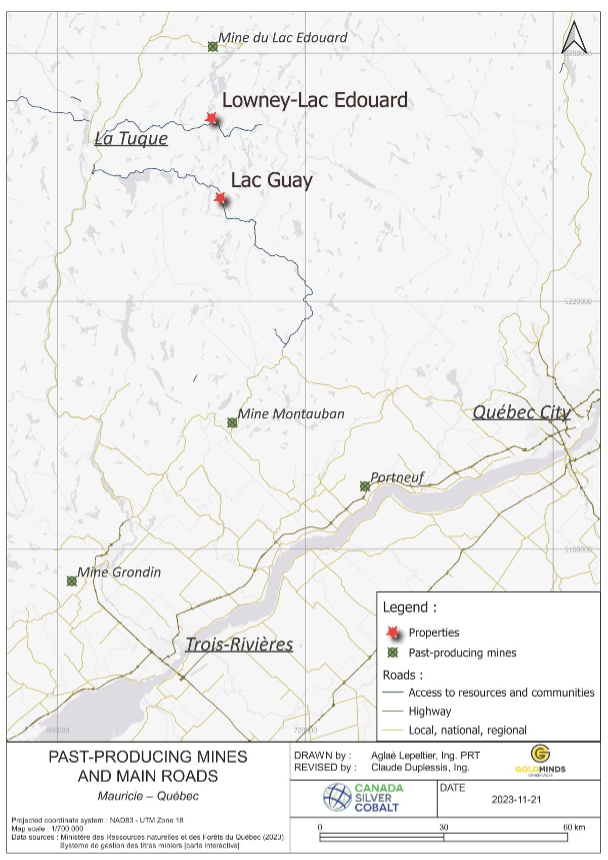 Mine du Lac Edouard
Lowney-Lac Edouard
La Tuque
Lac Guay
5229000
Mine Montauban
Québec City
Portneuf
5169000
Mine Grondin
Trois-Rivières
Legend :
Properties
Past-producing mines
Roads :
Access to resources and communities
Highway
Local, national, regional
PAST-PRODUCING MINES
AND MAIN ROADS
Mauricie – Québec
Projected coordinate system : NAD83 - UTM Zone 18
Map scale : 1/700 000
Data sources : Ministère des Ressources naturelles et des Forêts du Québec (2023)
Système de gestion des titres miniers [carte interactive]
DRAWN by : Aglaé Lepeltier, Ing. PRT
REVISED by : Claude Duplessis, Ing.
GOLDMINDS
CANADA
SILVER
COBALT
DATE
2023-11-21
0 30 60 km